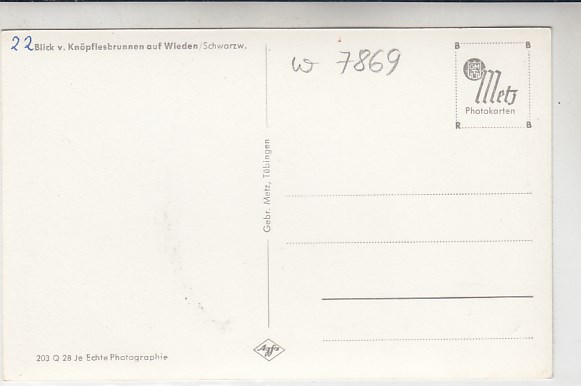 22 Blick v. Knöpflesbrunnen auf Wieden/Schwarzw.
w 7869
B B
Metz
Photokarten
R B
Gebr. Metz, Tübingen
203 Q 28 Je Echte Photographie
Agfa